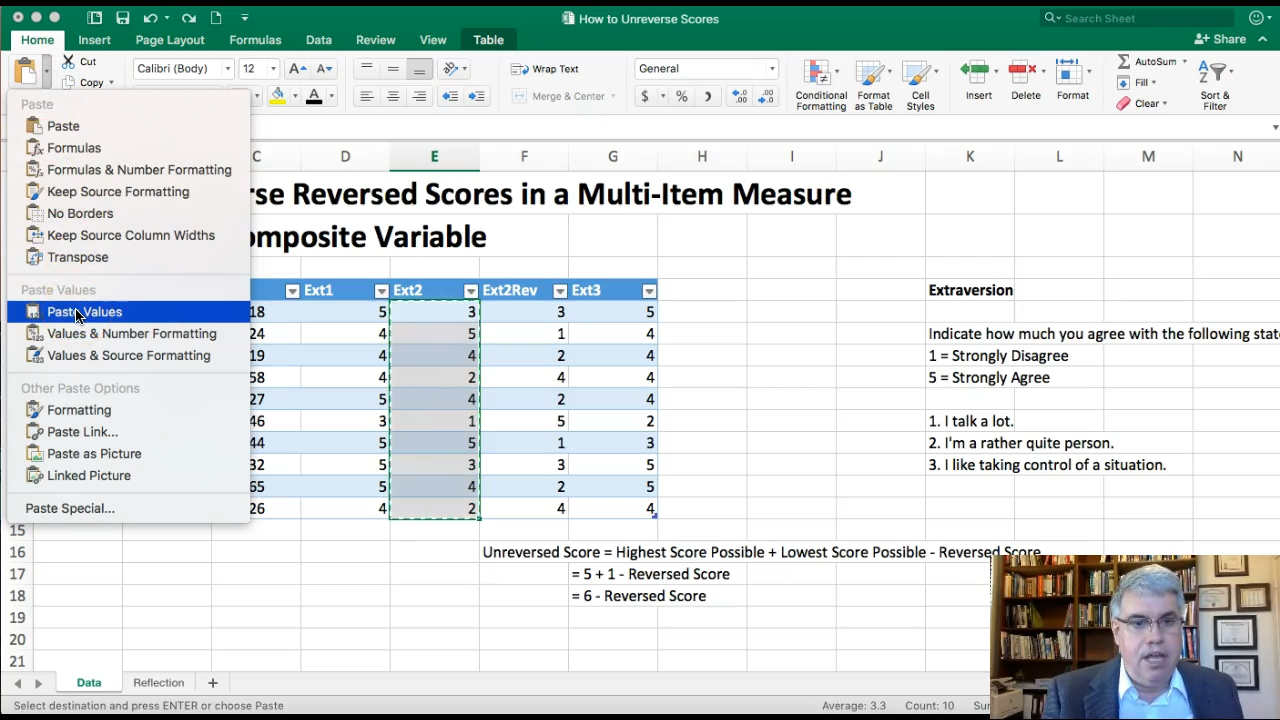 How to Unreverse Scores
Search Sheet
Home Insert Page Layout Formulas Data Review View Table Share
Cut Calibri (Body) 12 Wrap Text General AutoSum
Copy Merge & Center $ % Conditional Formatting Format as Table Cell Styles Insert Delete Format Fill Clear Sort & Filter
Paste
Paste
Formulas
Formulas & Number Formatting
Keep Source Formatting
No Borders
Keep Source Column Widths
Transpose
Paste Values
Paste Values
Values & Number Formatting
Values & Source Formatting
Other Paste Options
Formatting
Paste Link...
Paste as Picture
Linked Picture
Paste Special...
C D E F G H I J K L M N
rse Reversed Scores in a Multi-Item Measure
omposite Variable
Ext1 Ext2 Ext2Rev Ext3
18 5 3 3 5
24 4 5 1 4
19 4 4 2 4
58 4 2 4 4
27 5 4 2 4
46 3 1 5 2
44 5 5 1 3
32 5 3 3 5
65 5 4 2 5
26 4 2 4 4
Extraversion
Indicate how much you agree with the following state
1 = Strongly Disagree
5 = Strongly Agree
1. I talk a lot.
2. I'm a rather quite person.
3. I like taking control of a situation.
15
16 Unreversed Score = Highest Score Possible + Lowest Score Possible - Reversed Score
17 = 5 + 1 - Reversed Score
18 = 6 - Reversed Score
19
20
21
Data Reflection +
Select destination and press ENTER or choose Paste Average: 3.3 Count: 10